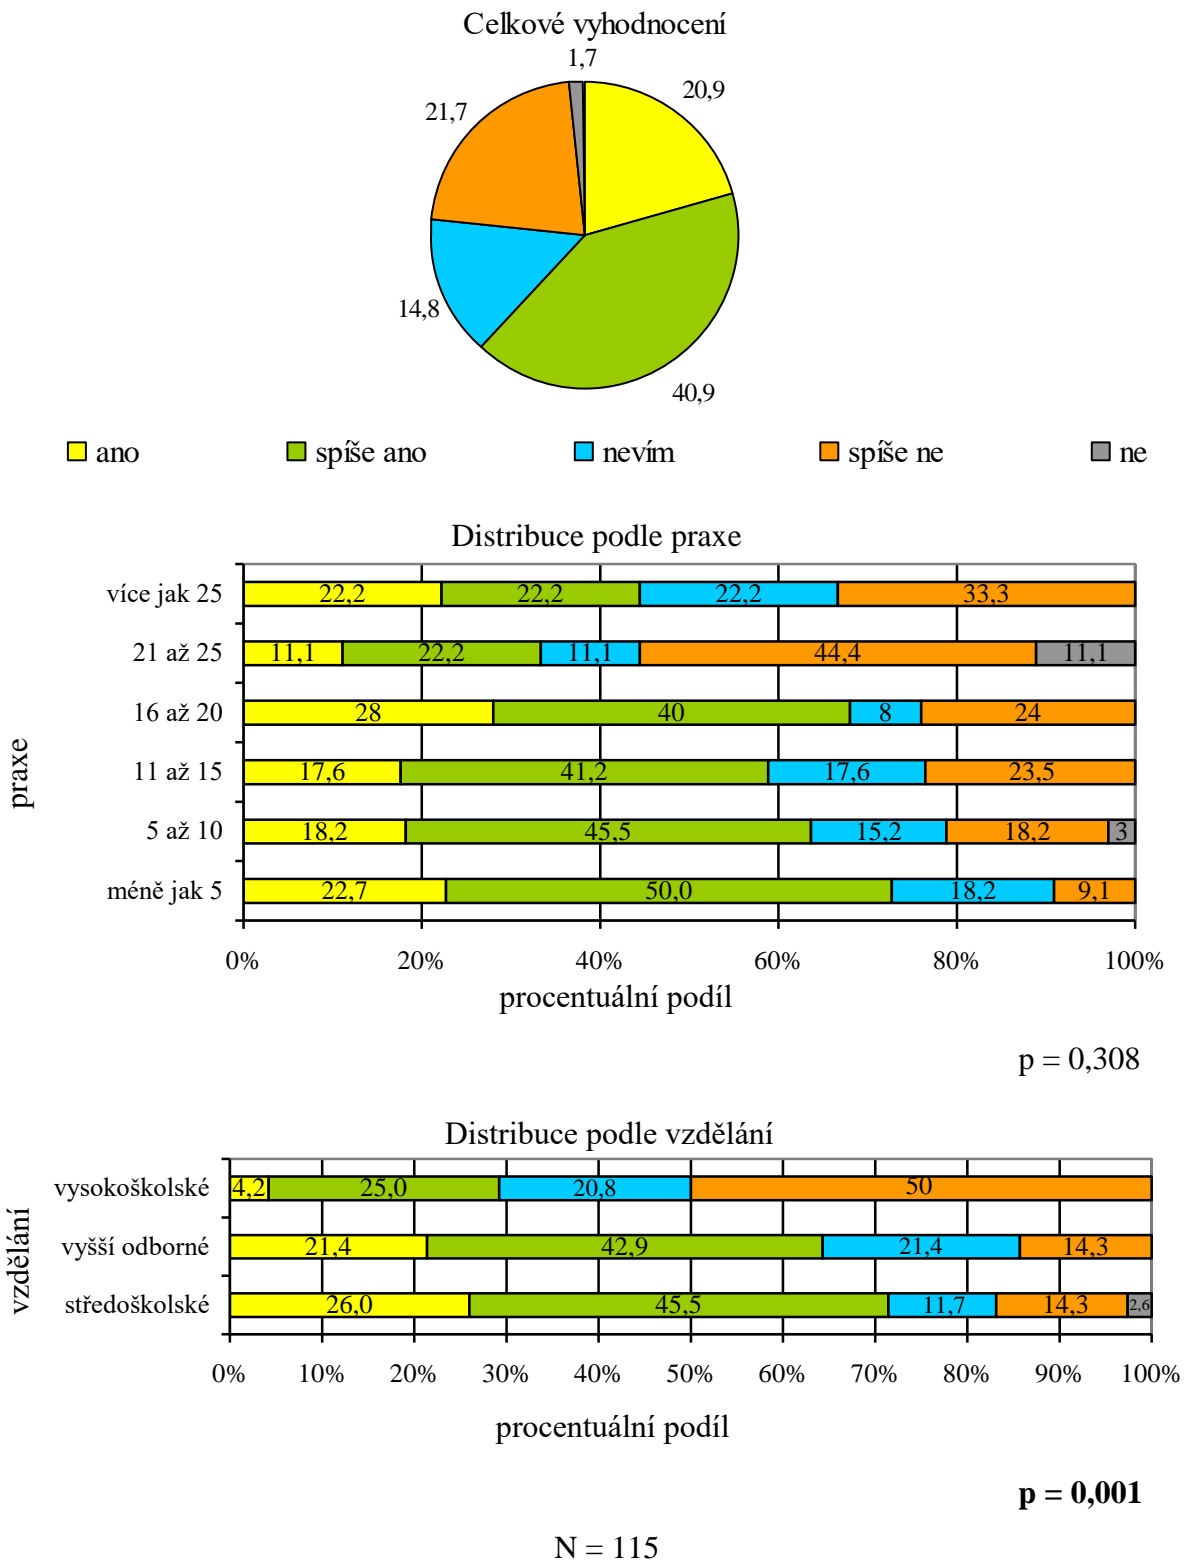 Celkové vyhodnocení
1,7
20,9
21,7
14,8
40,9
ano spíše ano nevím spíše ne ne
Distribuce podle praxe
praxe
více jak 25 22,2 22,2 22,2 33,3
21 až 25 11,1 22,2 11,1 44,4 11,1
16 až 20 28 40 8 24
11 až 15 17,6 41,2 17,6 23,5
5 až 10 18,2 45,5 15,2 18,2 3
méně jak 5 22,7 50,0 18,2 9,1
0% 20% 40% 60% 80% 100%
procentuální podíl
p = 0,308
Distribuce podle vzdělání
vzdělání
vysokoškolské 4,2 25,0 20,8 50
vyšší odborné 21,4 42,9 21,4 14,3
středoškolské 26,0 45,5 11,7 14,3 2,6
0% 10% 20% 30% 40% 50% 60% 70% 80% 90% 100%
procentuální podíl
p = 0,001
N = 115